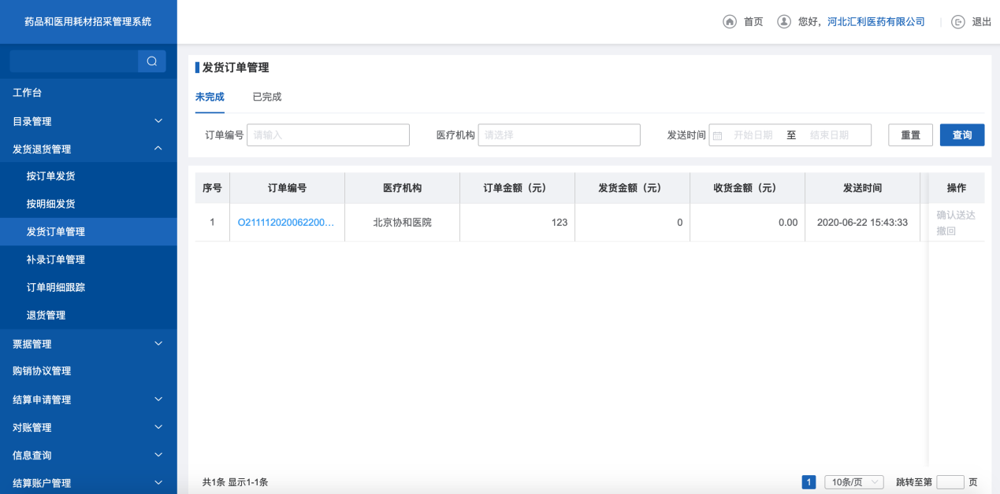 药品和医用耗材招采管理系统
首页 您好，河北汇利医药有限公司 退出
工作台
目录管理
发货退货管理
按订单发货
按明细发货
发货订单管理
补录订单管理
订单明细跟踪
退货管理
票据管理
购销协议管理
结算申请管理
对账管理
信息查询
结算账户管理
发货订单管理
未完成 已完成
订单编号 请输入 医疗机构 请选择 发送时间 开始日期 至 结束日期 重置 查询
序号 订单编号 医疗机构 订单金额（元） 发货金额（元） 收货金额（元） 发送时间 操作
1 O211112020062200... 北京协和医院 123 0 0.00 2020-06-22 15:43:33 确认送达
撤回
共1条 显示1-1条 1 10条/页 跳转至第 页